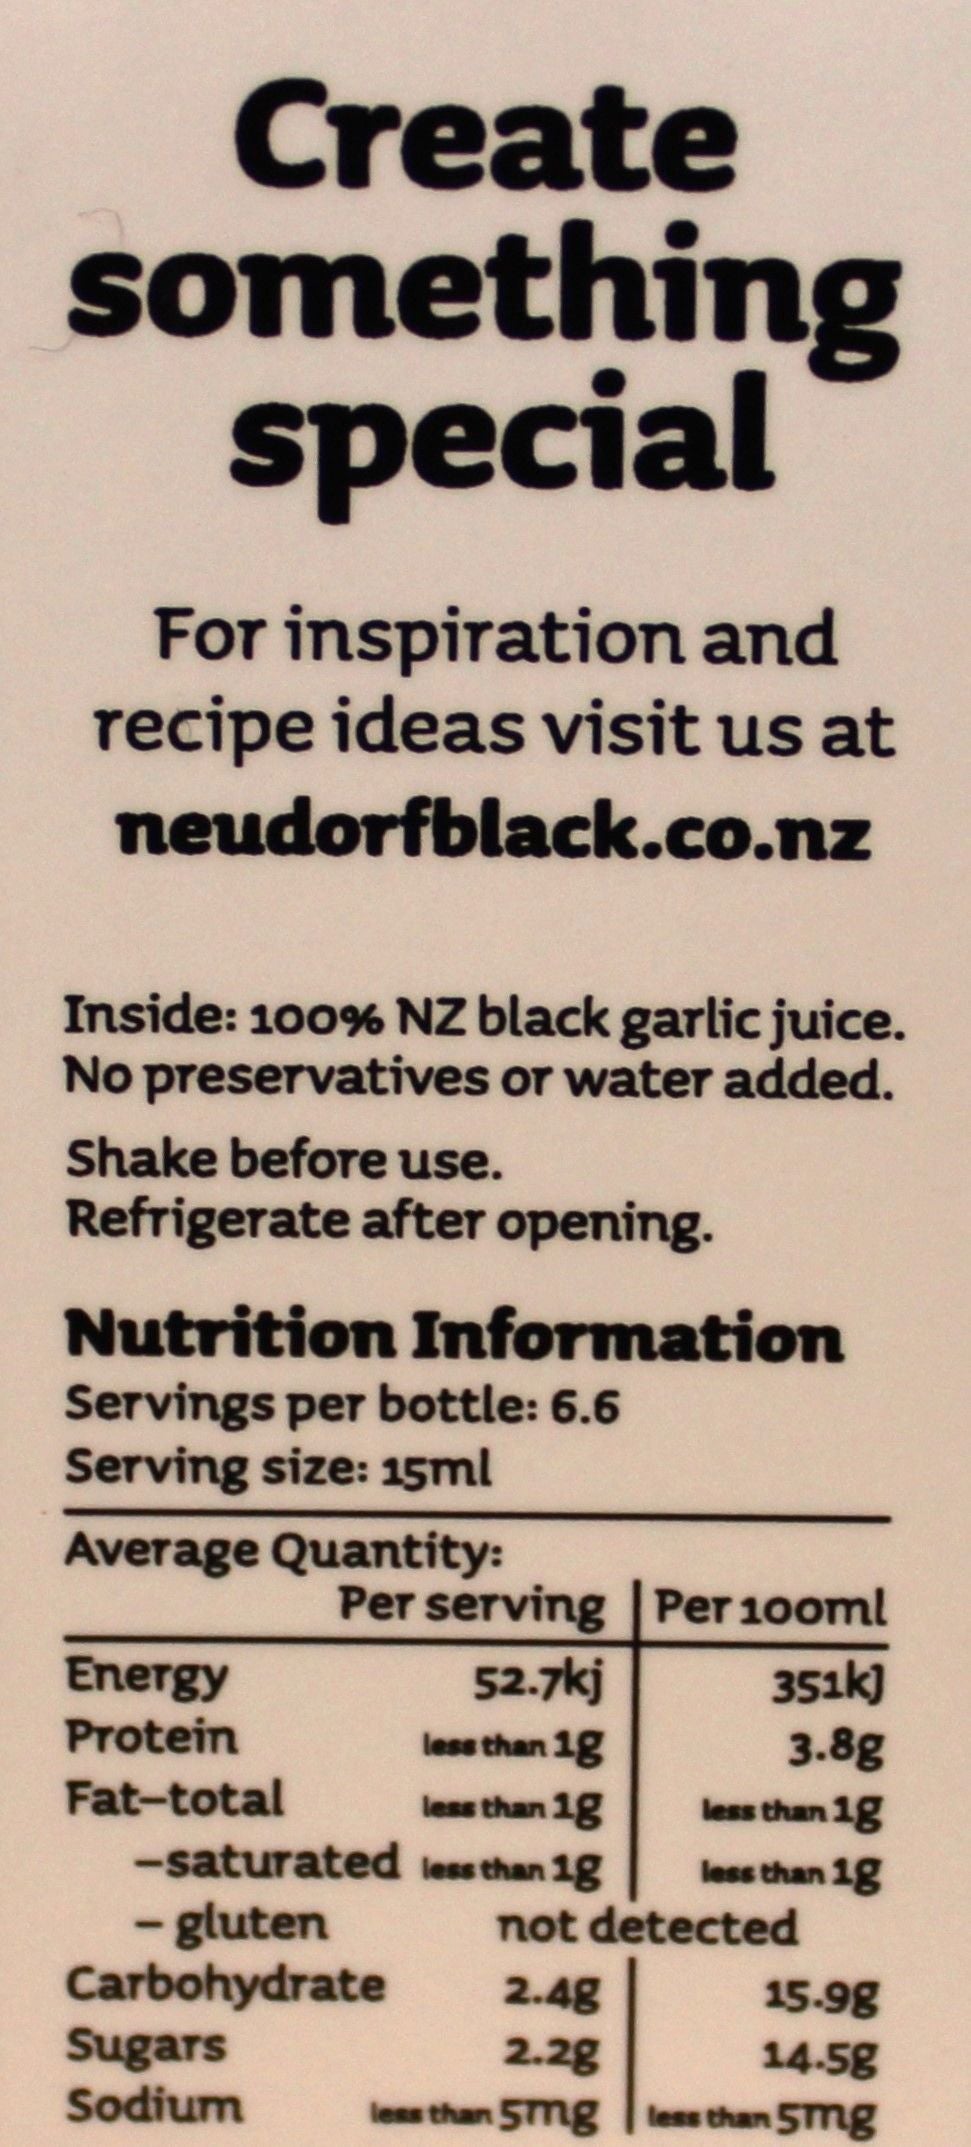 Create
something
special
For inspiration and
recipe ideas visit us at
neudorfblack.co.nz
Inside: 100% NZ black garlic juice.
No preservatives or water added.
Shake before use.
Refrigerate after opening.
Nutrition Information
Servings per bottle: 6.6
Serving size: 15ml
Average Quantity:
Per serving Per 100ml
Energy 52.7kj 351kJ
Protein less than 1g 3.8g
Fat–total less than 1g less than 1g
–saturated less than 1g less than 1g
– gluten not detected
Carbohydrate 2.4g 15.9g
Sugars 2.2g 14.5g
Sodium less than 5mg less than 5mg